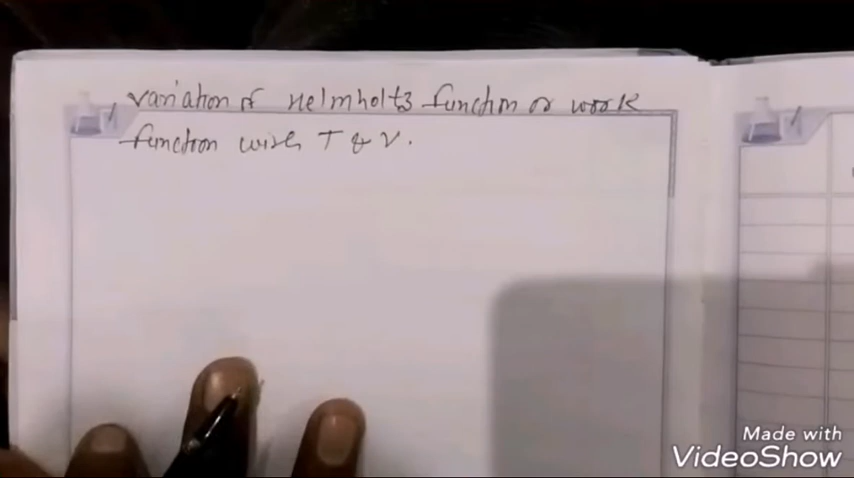 variation of Helmholtz function or work
function with T & V.
Made with
VideoShow